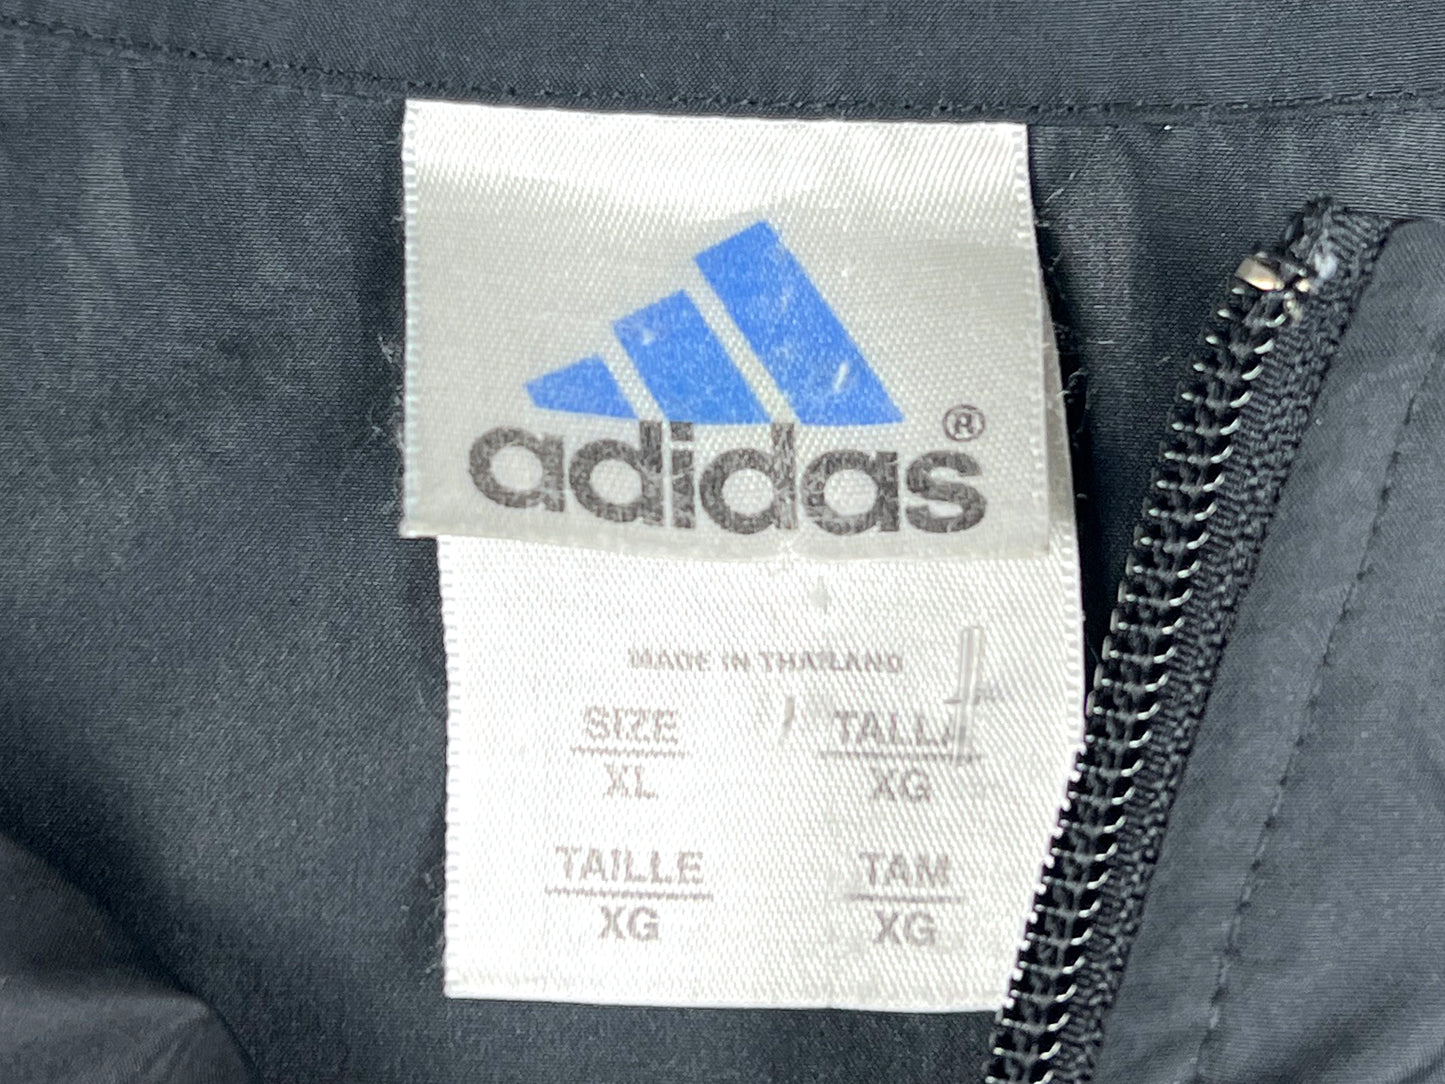 adidas®
MADE IN THAILAND
SIZE TALLA
XL XG
TAILLE TAM
XG XG